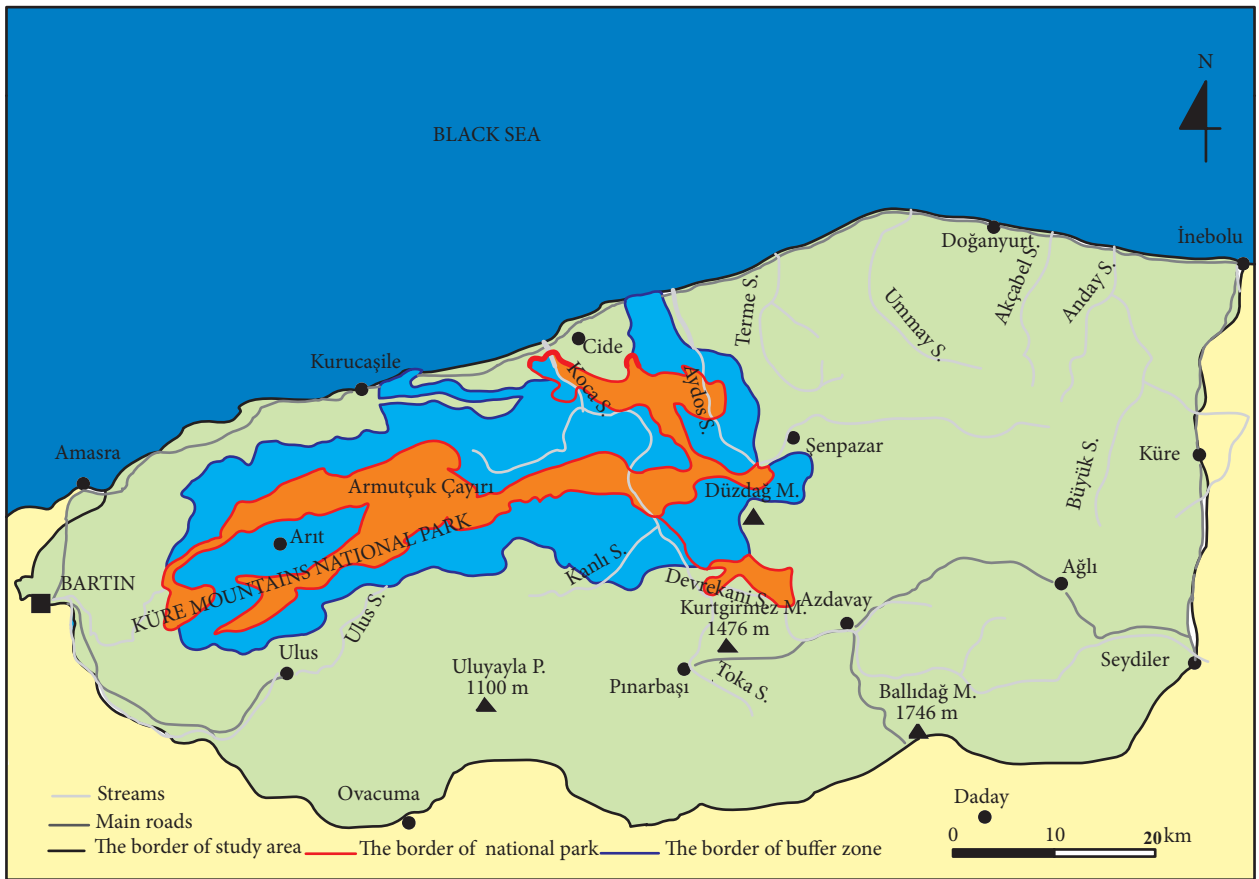 N
BLACK SEA
Doğanyurt
İnebolu
Terme S.
Ummay S.
Akçabel S.
Anday S.
Cide
Kurucaşile
Koca S.
Aydos S.
Şenpazar
Amasra
Küre
Büyük S.
Armutçuk Çayırı
Düzdağ M.
Arıt
KÜRE MOUNTAINS NATIONAL PARK
BARTIN
Kanlı S.
Devrekani S.
Ağlı
Azdavay
Kurtgirmez M.
1476 m
Ulus S.
Ulus
Uluyayla P.
1100 m
Pınarbaşı
Toka S.
Seydiler
Ballıdağ M.
1746 m
Ovacuma
Daday
Streams
Main roads
The border of study area
The border of national park
The border of buffer zone
0 10 20 km